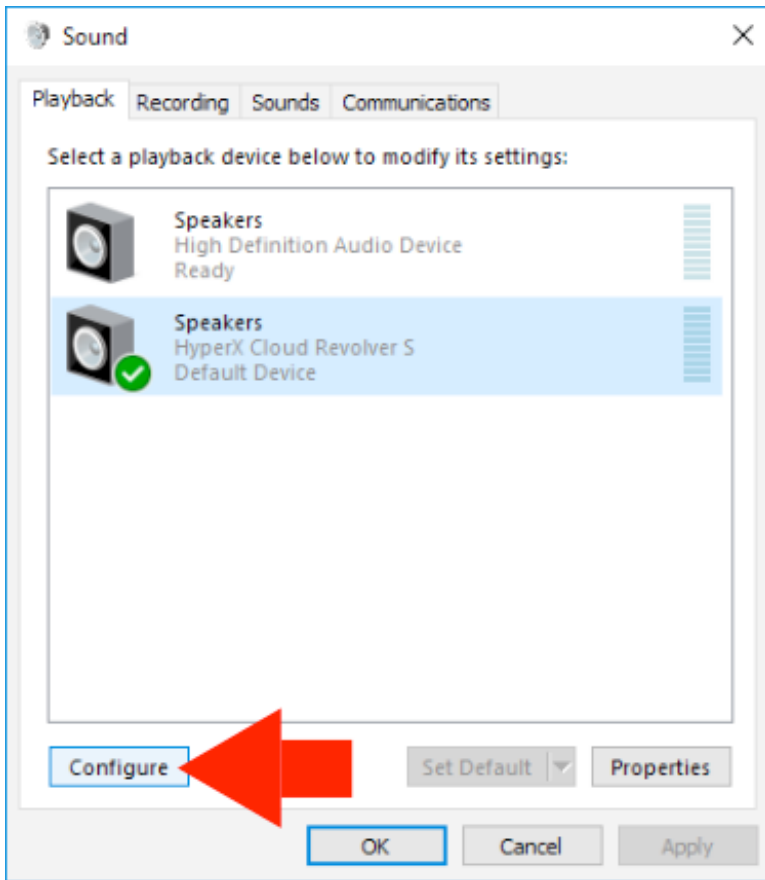 Sound
Playback Recording Sounds Communications
Select a playback device below to modify its settings:
Speakers
High Definition Audio Device
Ready
Speakers
HyperX Cloud Revolver S
Default Device
Configure Set Default Properties
OK Cancel Apply